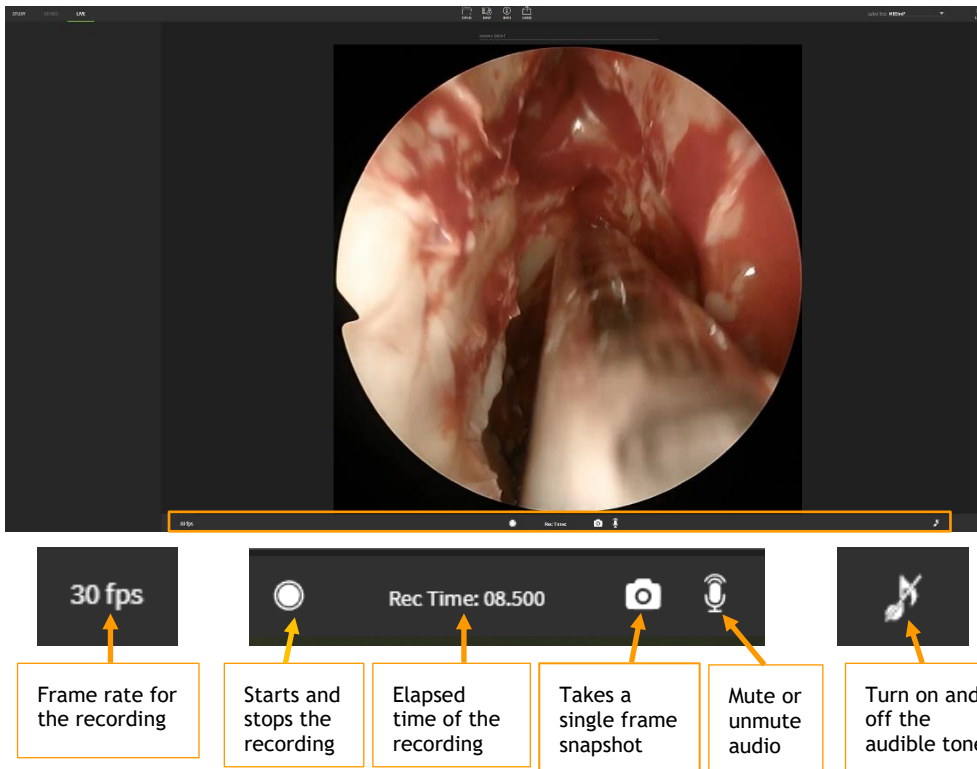 STUDY
LIVE
30 fps
Rec Time:
30 fps
Rec Time: 08.500
Frame rate for
the recording
Starts and
stops the
recording
Elapsed
time of the
recording
Takes a
single frame
snapshot
Mute or
unmute
audio
Turn on and
off the
audible tone